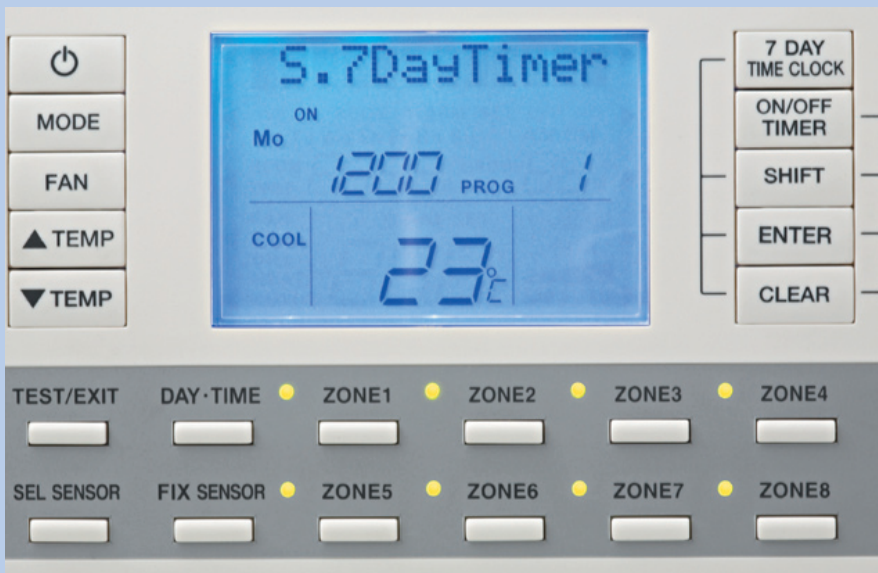 S.7DayTimer
ON
Mo
1200 PROG 1
COOL 23°C
MODE
FAN
▲ TEMP
▼ TEMP
7 DAY
TIME CLOCK
ON/OFF
TIMER
SHIFT
ENTER
CLEAR
TEST/EXIT DAY·TIME ZONE1 ZONE2 ZONE3 ZONE4
SEL SENSOR FIX SENSOR ZONE5 ZONE6 ZONE7 ZONE8